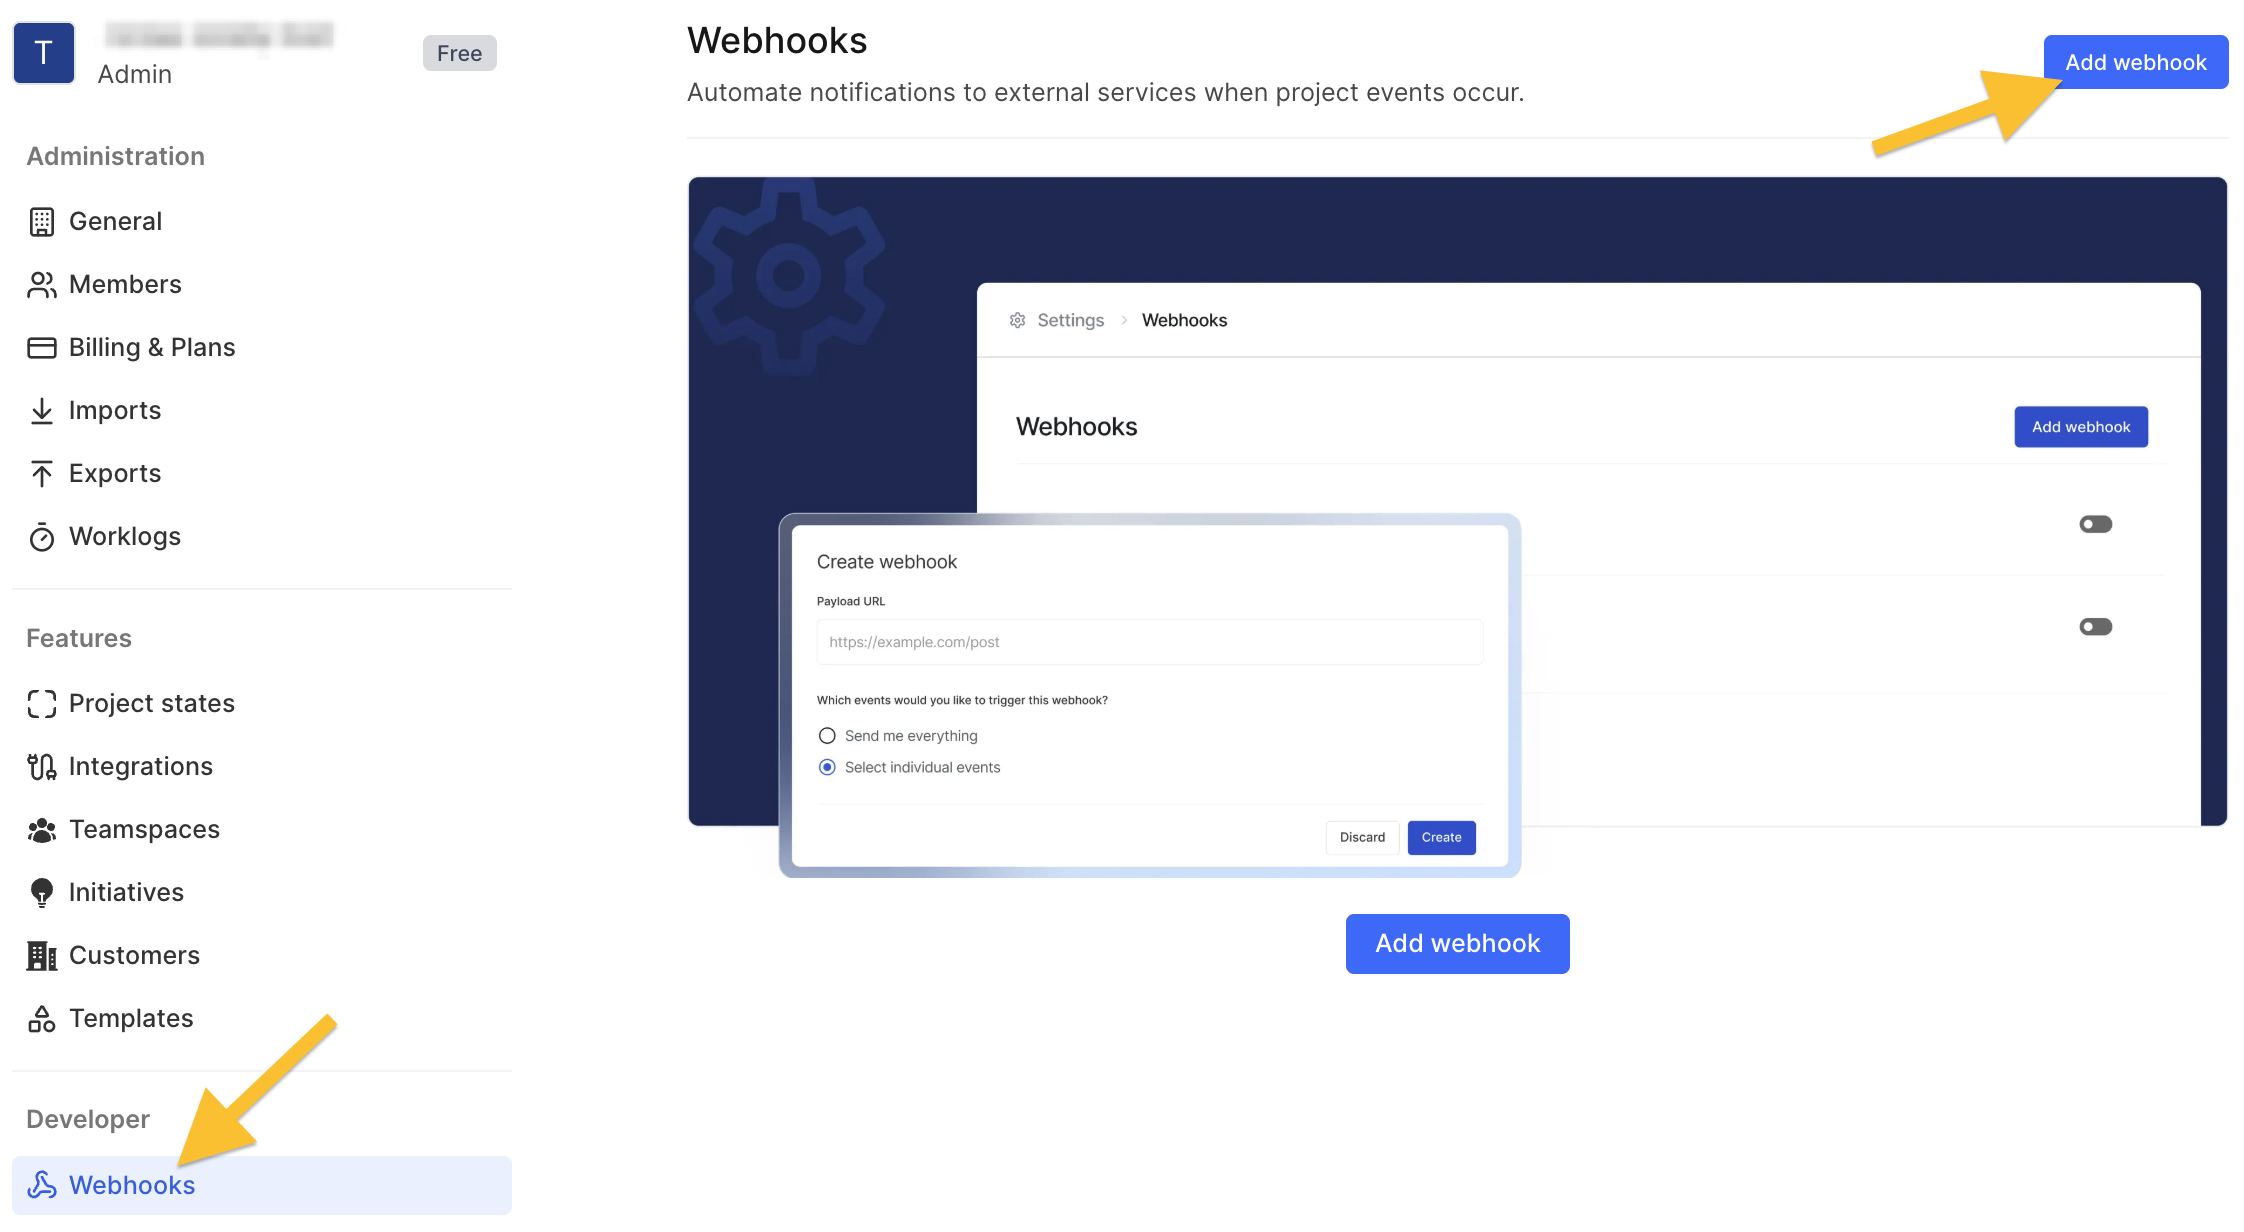 T
Admin
Free
Administration
General
Members
Billing & Plans
Imports
Exports
Worklogs
Features
Project states
Integrations
Teamspaces
Initiatives
Customers
Templates
Developer
Webhooks
Webhooks
Automate notifications to external services when project events occur.
Add webhook
Settings > Webhooks
Webhooks
Add webhook
Create webhook
Payload URL
https://example.com/post
Which events would you like to trigger this webhook?
Send me everything
Select individual events
Discard
Create
Add webhook